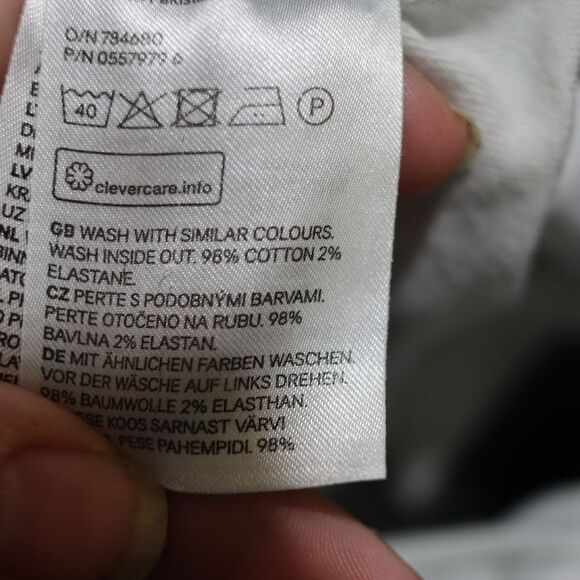 O/N 784680
P/N 0557979 6
40
P
clevercare.info
GB WASH WITH SIMILAR COLOURS.
WASH INSIDE OUT. 98% COTTON 2%
ELASTANE.
CZ PERTE S PODOBNÝMI BARVAMI.
PERTE OTOČENO NA RUBU. 98%
BAVLNA 2% ELASTAN.
DE MIT ÄHNLICHEN FARBEN WASCHEN.
VOR DER WÄSCHE AUF LINKS DREHEN.
98% BAUMWOLLE 2% ELASTHAN.
KOOS SARNAST VÄRVI
PESE PAHEMPIDI. 98%